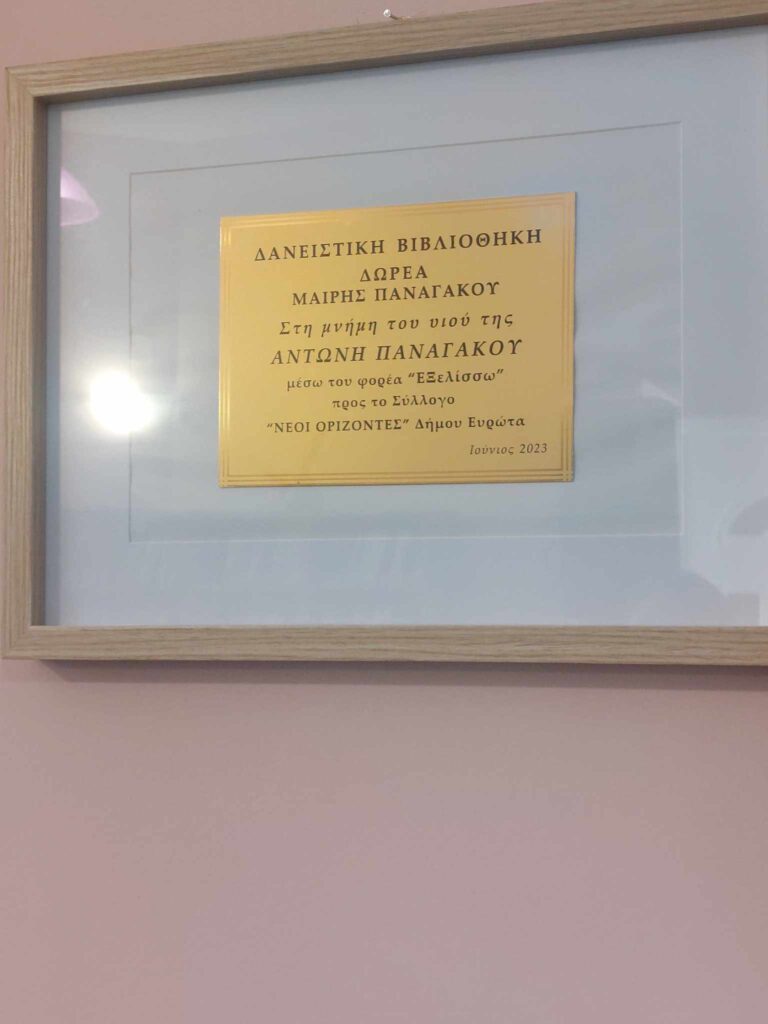 ΔΑΝΕΙΣΤΙΚΗ ΒΙΒΛΙΟΘΗΚΗ
ΔΩΡΕΑ
ΜΑΙΡΗΣ ΠΑΝΑΓΑΚΟΥ
Στη μνήμη του υιού της
ΑΝΤΩΝΗ ΠΑΝΑΓΑΚΟΥ
μέσω του φορέα “ΕΞελίσσω”
προς το Σύλλογο
“ΝΕΟΙ ΟΡΙΖΟΝΤΕΣ” Δήμου Ευρώτα
Ιούνιος 2023